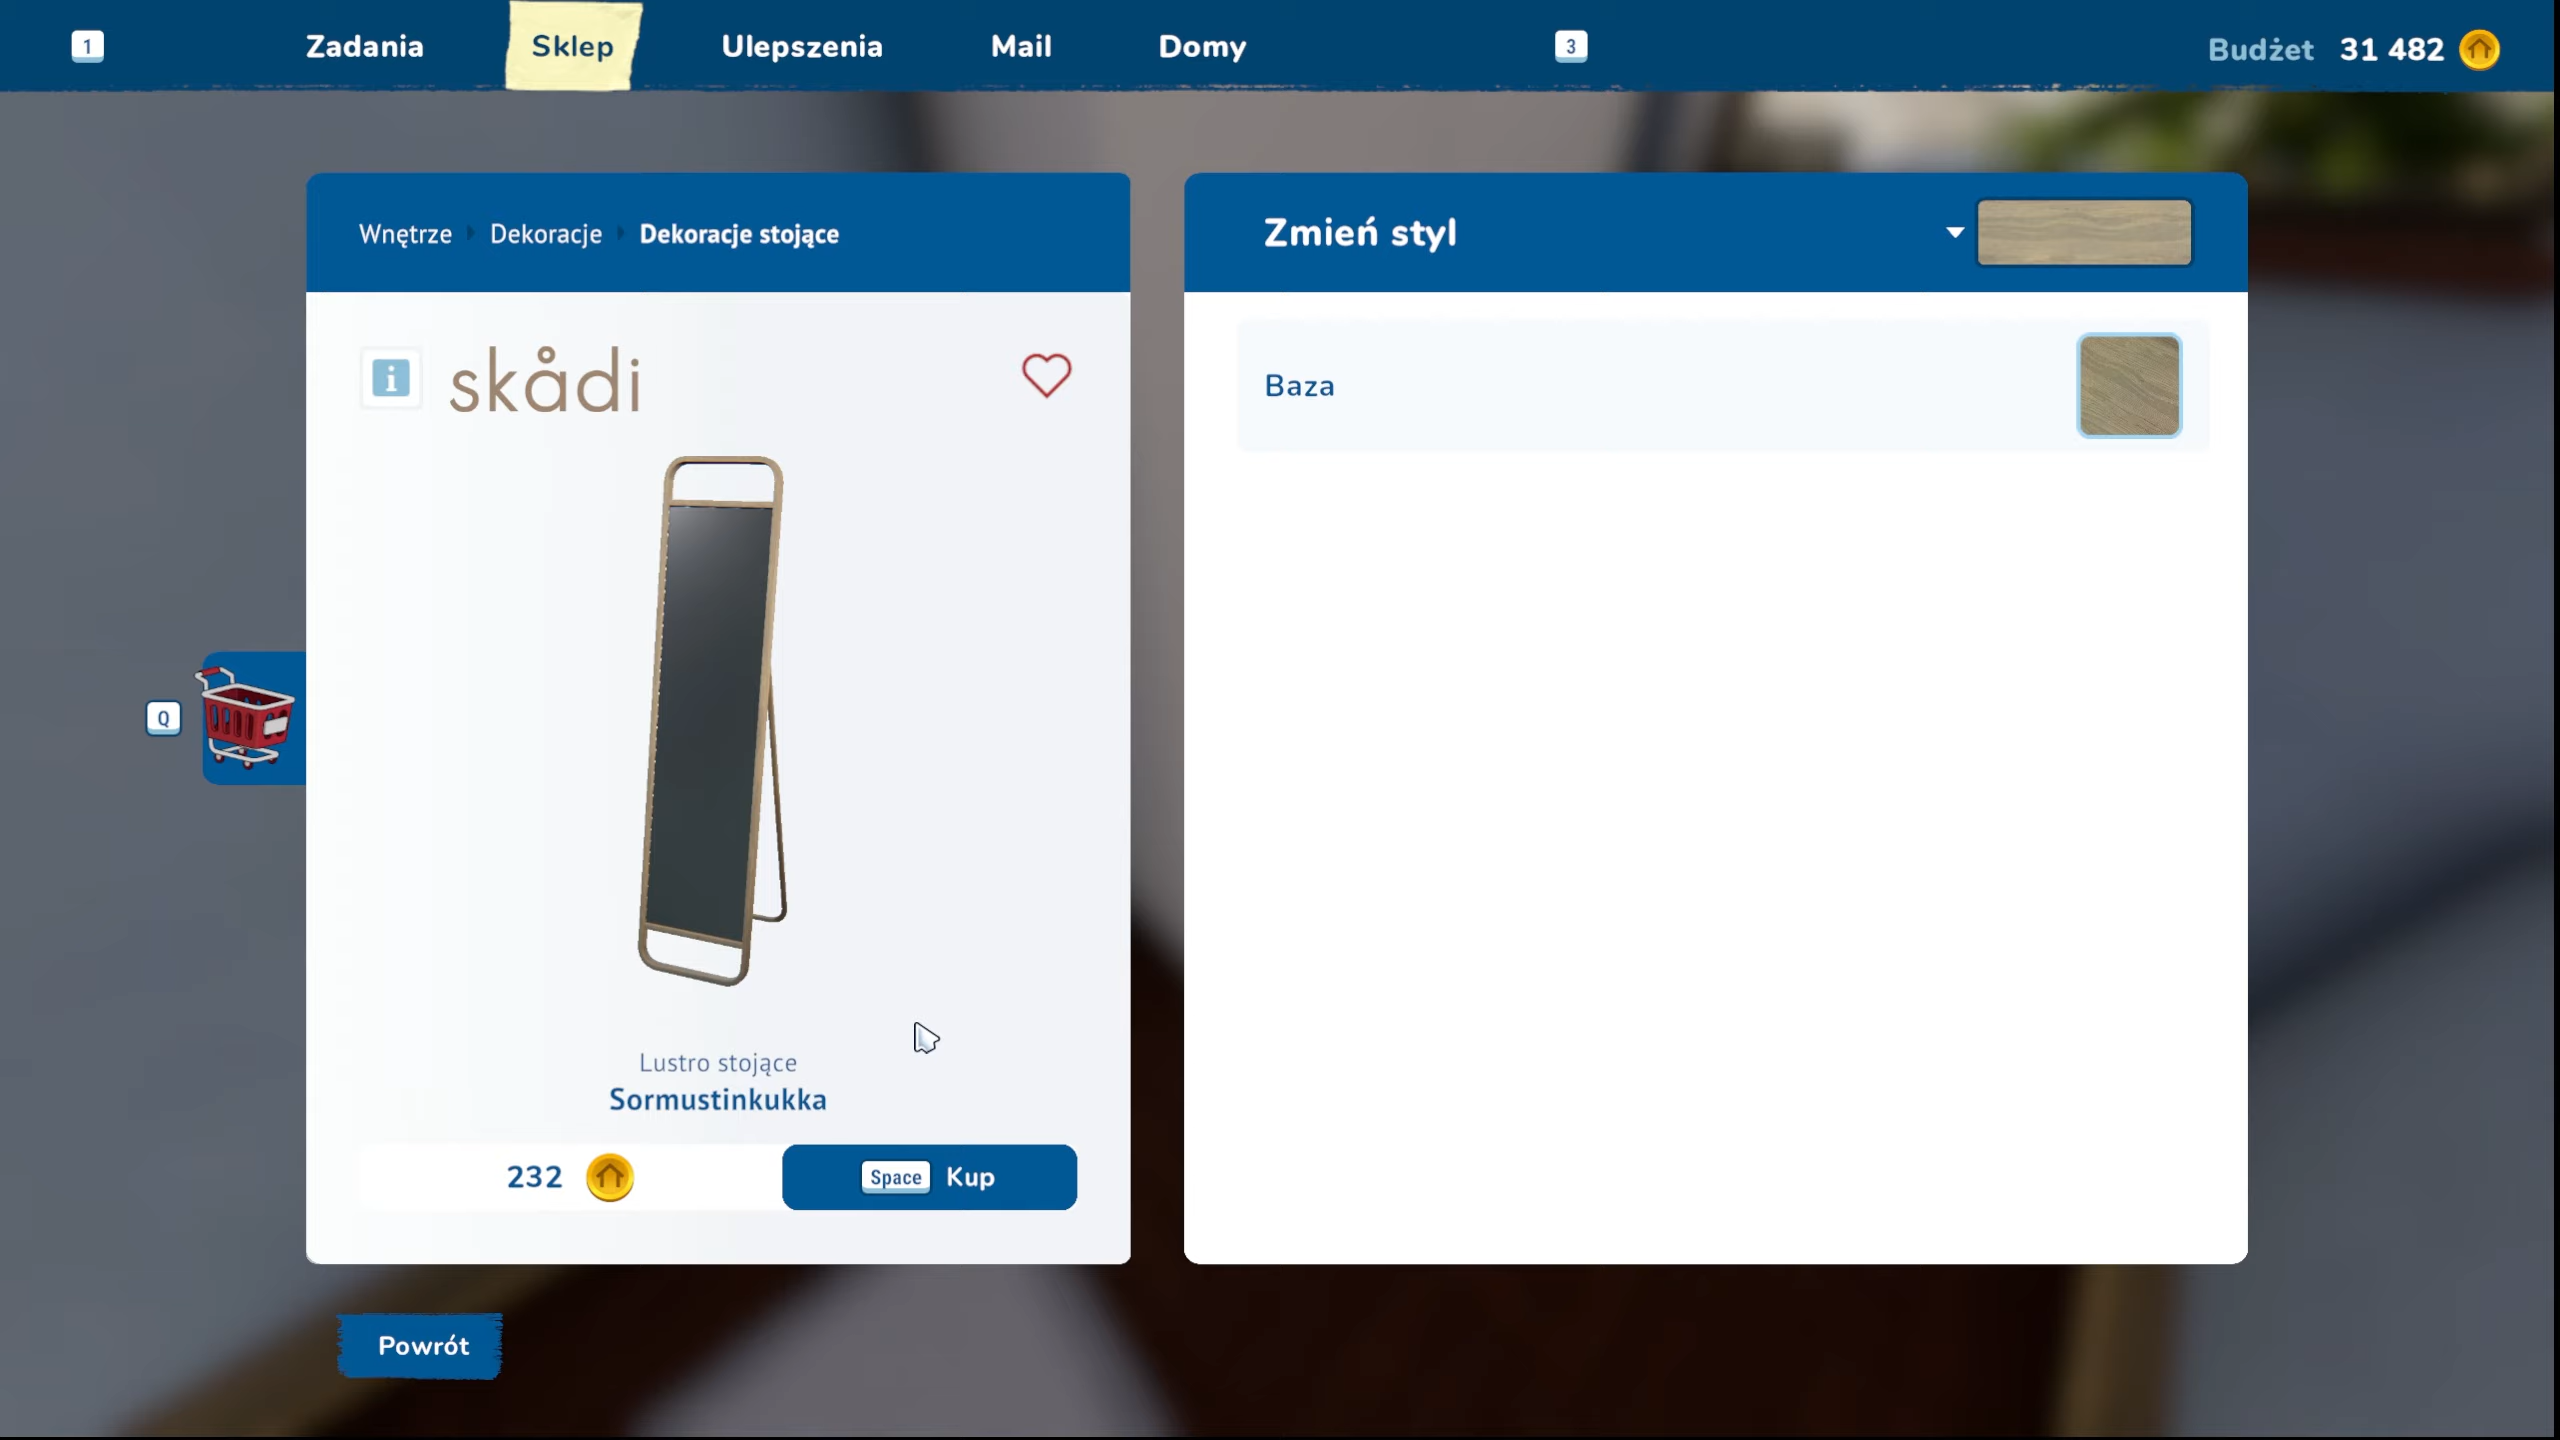 1 Zadania Sklep Ulepszenia Mail Domy 3 Budżet 31 482
Wnętrze Dekoracje Dekoracje stojące
Zmień styl
i skådi
Baza
Q
Lustro stojące
Sormustinkukka
232 Space Kup
Powrót